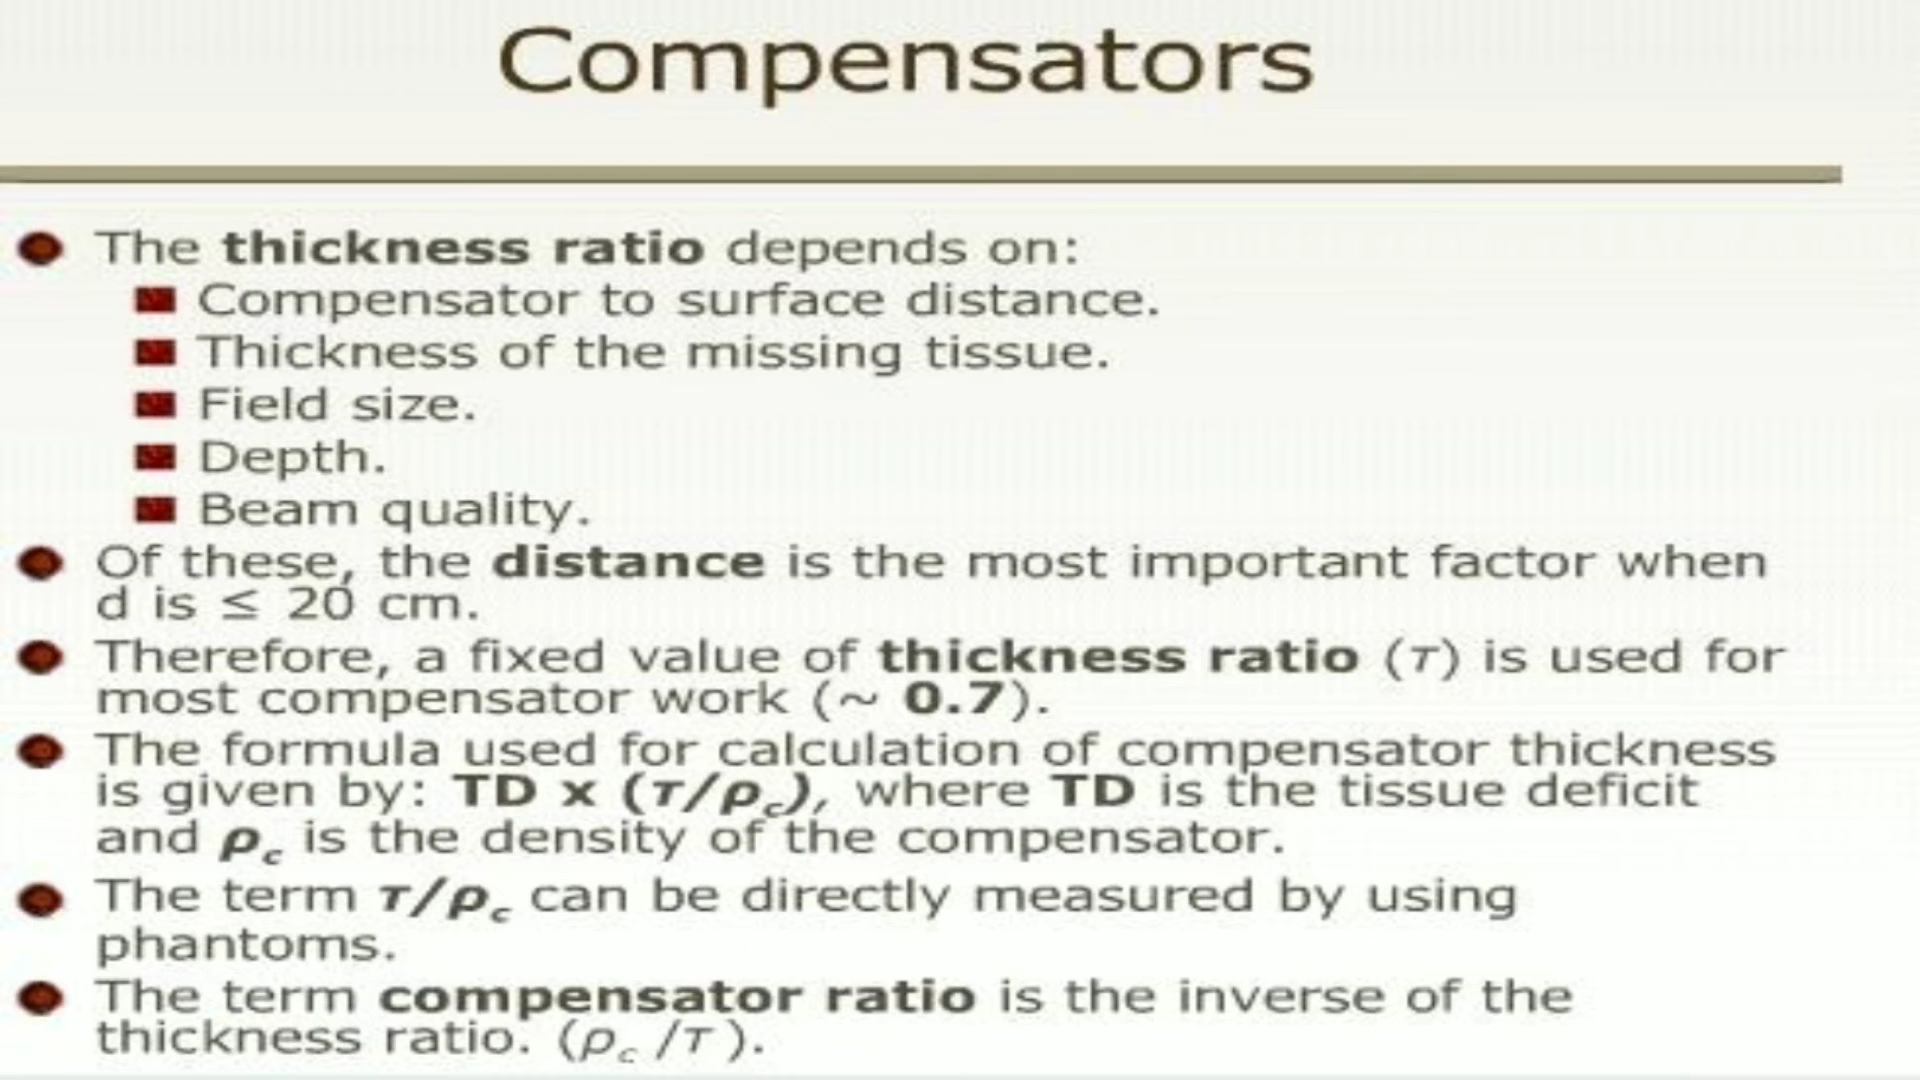 Compensators
The thickness ratio depends on:
Compensator to surface distance.
Thickness of the missing tissue.
Field size.
Depth.
Beam quality.
Of these, the distance is the most important factor when
d is ≤ 20 cm.
Therefore, a fixed value of thickness ratio (τ) is used for
most compensator work (~ 0.7).
The formula used for calculation of compensator thickness
is given by: TD x (τ/ρc), where TD is the tissue deficit
and ρc is the density of the compensator.
The term τ/ρc can be directly measured by using
phantoms.
The term compensator ratio is the inverse of the
thickness ratio. (ρc /τ ).